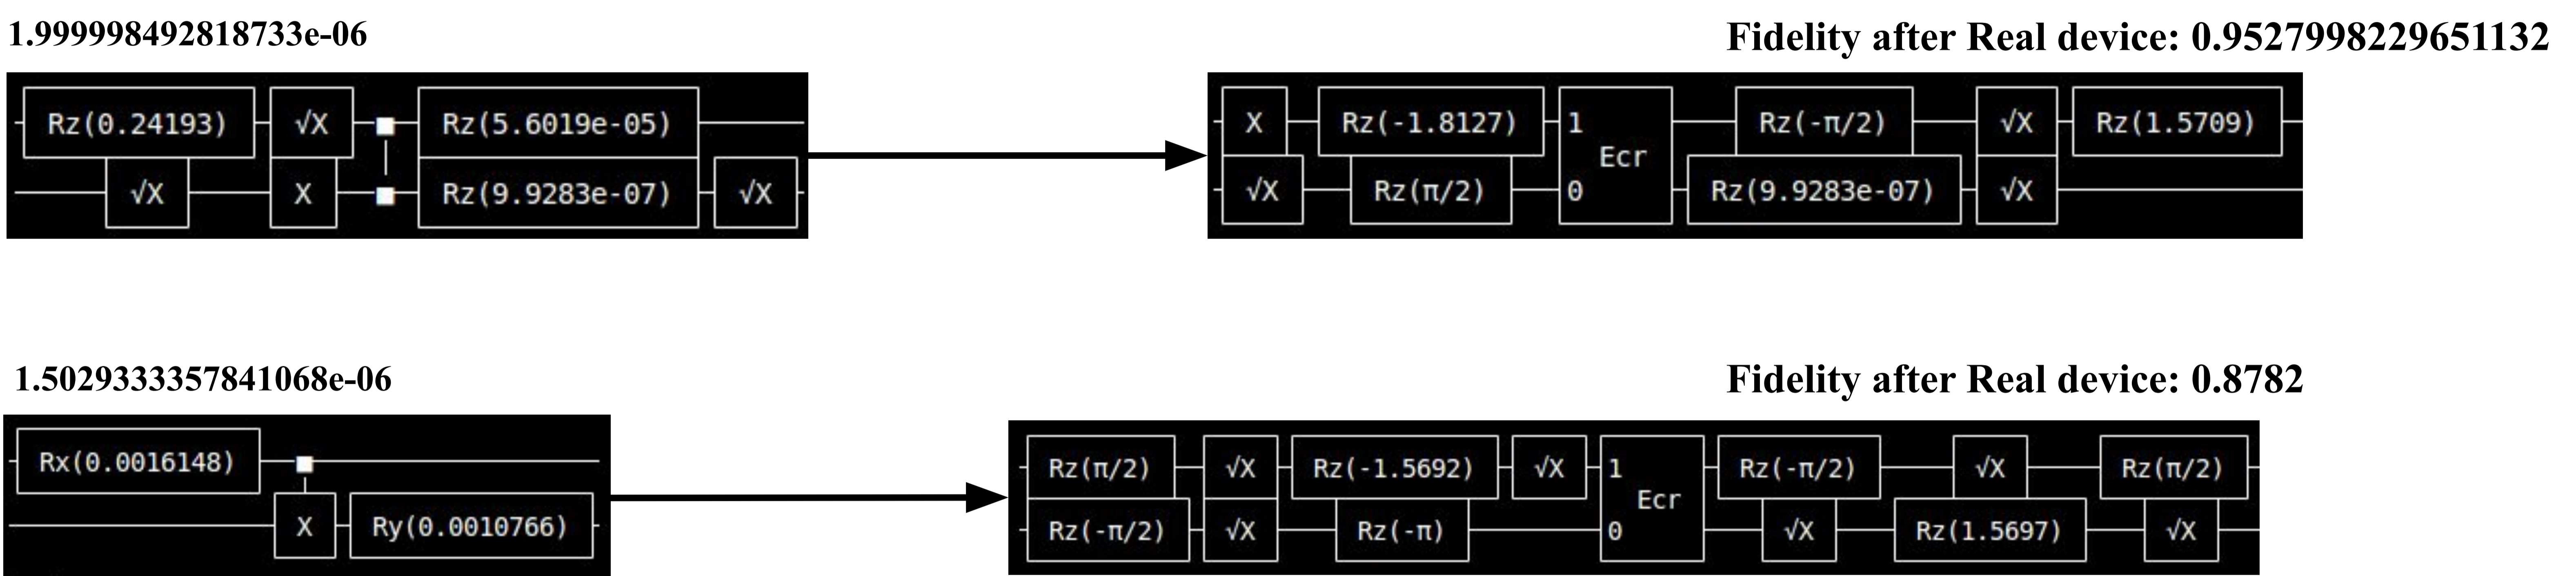 1.999998492818733e-06
Fidelity after Real device: 0.9527998229651132
Rz(0.24193) √X Rz(5.6019e-05)
√X X Rz(9.9283e-07) √X
X Rz(-1.8127) 1 Rz(-π/2) √X Rz(1.5709)
Ecr
√X Rz(π/2) 0 Rz(9.9283e-07) √X
1.5029333357841068e-06
Fidelity after Real device: 0.8782
Rx(0.0016148)
X Ry(0.0010766)
Rz(π/2) √X Rz(-1.5692) √X 1 Rz(-π/2) √X Rz(π/2)
Ecr
Rz(-π/2) √X Rz(-π) 0 √X Rz(1.5697) √X